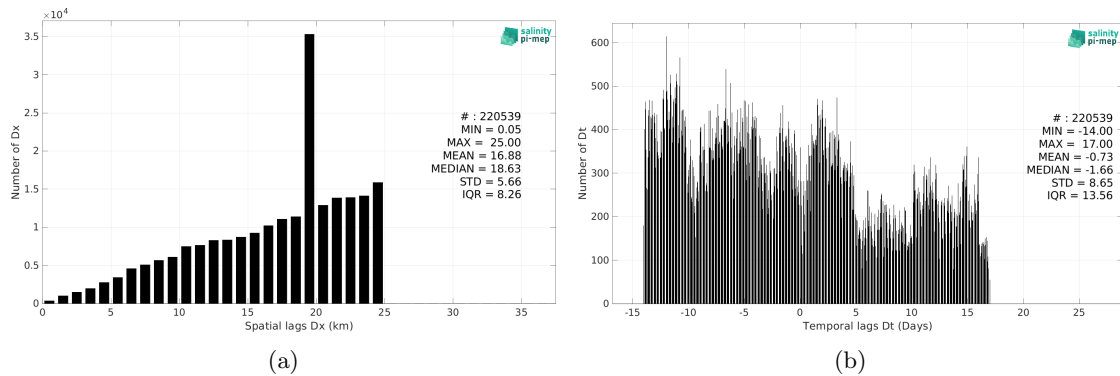 ×10⁴
3.5
3
2.5
2
1.5
1
0.5
0
Number of Dx
0 5 10 15 20 25 30 35
Spatial lags Dx (km)
salinity
pi-mep
# : 220539
MIN = 0.05
MAX = 25.00
MEAN = 16.88
MEDIAN = 18.63
STD = 5.66
IQR = 8.26
(a)
600
500
400
300
200
100
0
Number of Dt
-15 -10 -5 0 5 10 15 20 25
Temporal lags Dt (Days)
salinity
pi-mep
# : 220539
MIN = -14.00
MAX = 17.00
MEAN = -0.73
MEDIAN = -1.66
STD = 8.65
IQR = 13.56
(b)